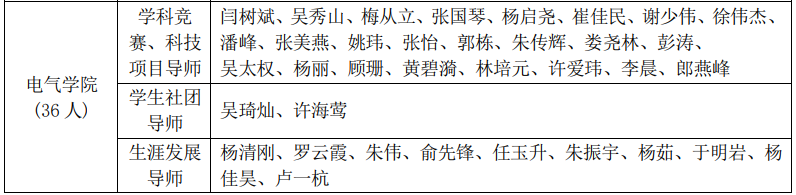 电气学院
(36 人)
学科竞
赛、科技
项目导师
闫树斌、吴秀山、梅从立、张国琴、杨启尧、崔佳民、谢少伟、徐伟杰、
潘峰、张美燕、姚玮、张怡、郭栋、朱传辉、娄尧林、彭涛、
吴太权、杨丽、顾珊、黄碧漪、林培元、许爱玮、李晨、郎燕峰
学生社团
导师
吴琦灿、许海莺
生涯发展
导师
杨清刚、罗云霞、朱伟、俞先锋、任玉升、朱振宇、杨茹、于明岩、杨
佳昊、卢一杭